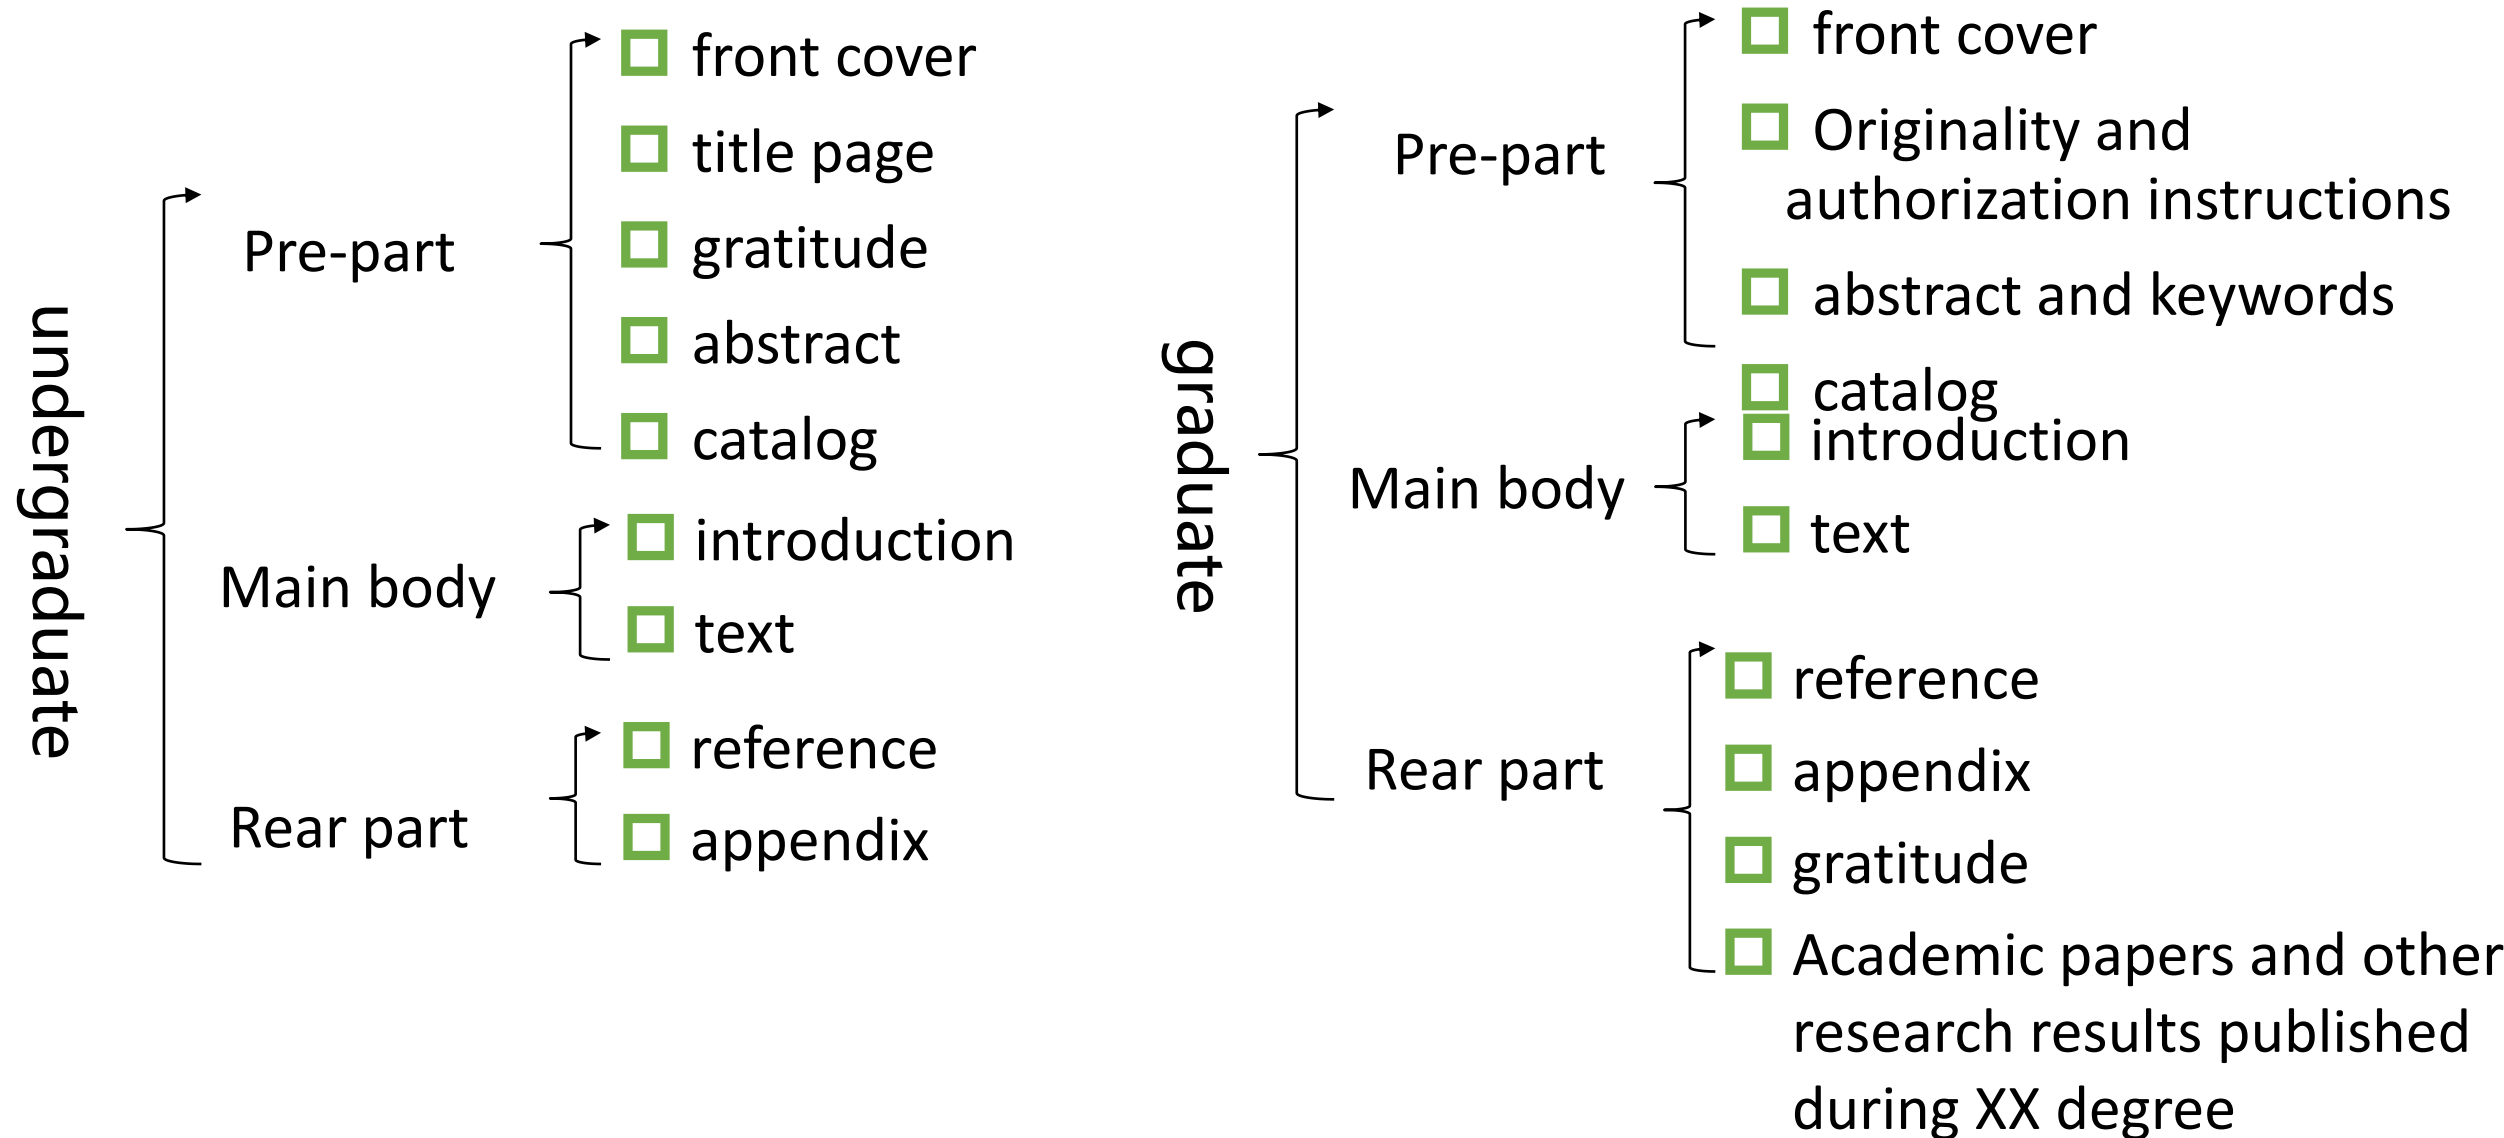 undergraduate
Pre-part
front cover
title page
gratitude
abstract
catalog
Main body
introduction
text
Rear part
reference
appendix
graduate
Pre-part
front cover
Originality and
authorization instructions
abstract and keywords
catalog
Main body
introduction
text
Rear part
reference
appendix
gratitude
Academic papers and other
research results published
during XX degree